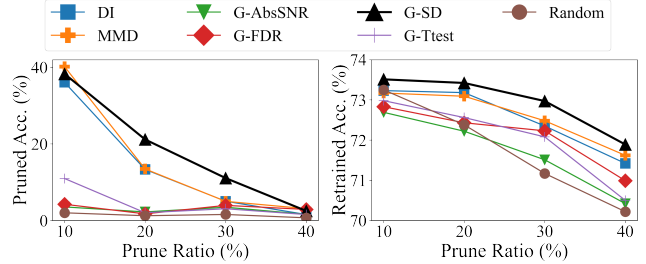 DI G-AbsSNR G-SD Random
MMD G-FDR G-Ttest
Pruned Acc. (%)
40
20
0
10 20 30 40
Prune Ratio (%)
Retrained Acc. (%)
74
73
72
71
70
10 20 30 40
Prune Ratio (%)